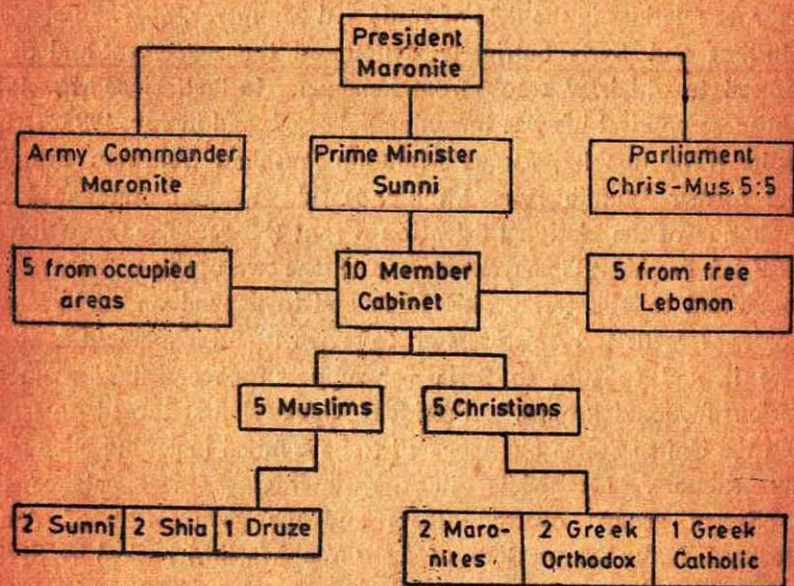 President
Maronite
Army Commander
Maronite
Prime Minister
Sunni
Parliament
Chris-Mus. 5:5
5 from occupied
areas
10 Member
Cabinet
5 from free
Lebanon
5 Muslims
5 Christians
2 Sunni
2 Shia
1 Druze
2 Maro-
nites
2 Greek
Orthodox
1 Greek
Catholic